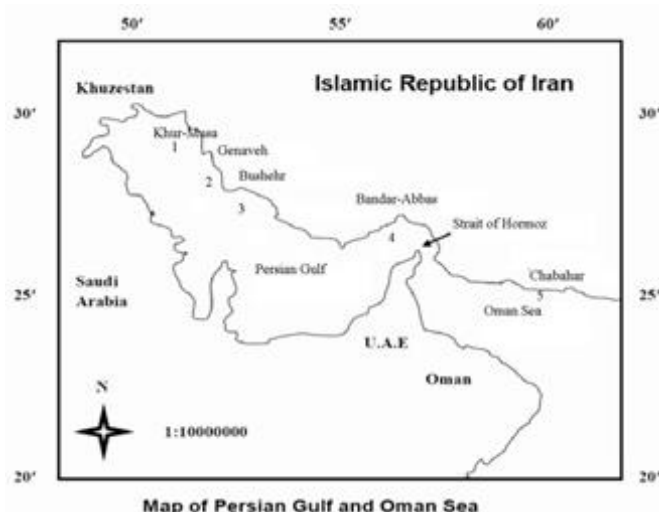 50′ 55′ 60′
Islamic Republic of Iran
Khuzestan
30′ 30′
Khur-Musa
1
Genaveh
2
Bushehr
3
Bandar-Abbas
4
Strait of Hormoz
Persian Gulf
Chabahar
Saudi
Arabia
25′ 25′
5
Oman Sea
U.A.E
Oman
N
1:10000000
20′ 20′
Map of Persian Gulf and Oman Sea